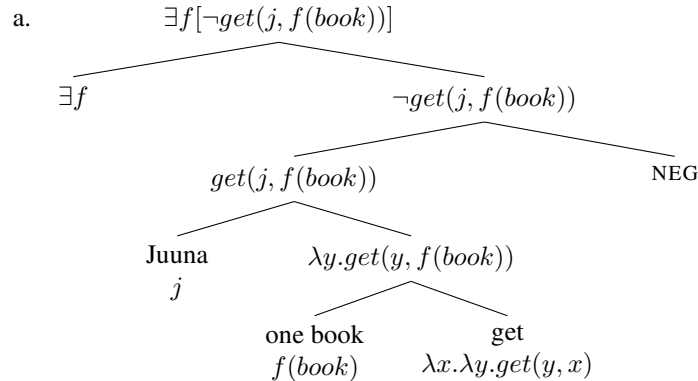 a. ∃f[¬get(j, f(book))]
∃f ¬get(j, f(book))
get(j, f(book)) NEG
Juuna λy.get(y, f(book))
j
one book get
f(book) λx.λy.get(y, x)